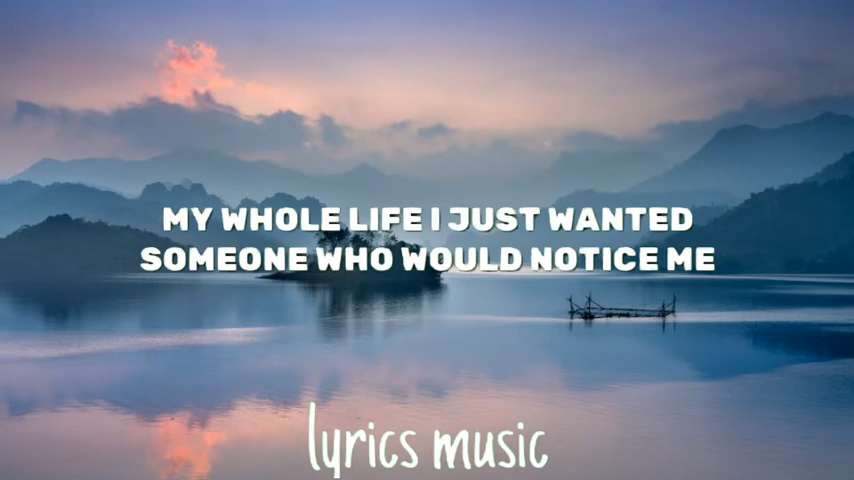 MY WHOLE LIFE I JUST WANTED
SOMEONE WHO WOULD NOTICE ME
lyrics music